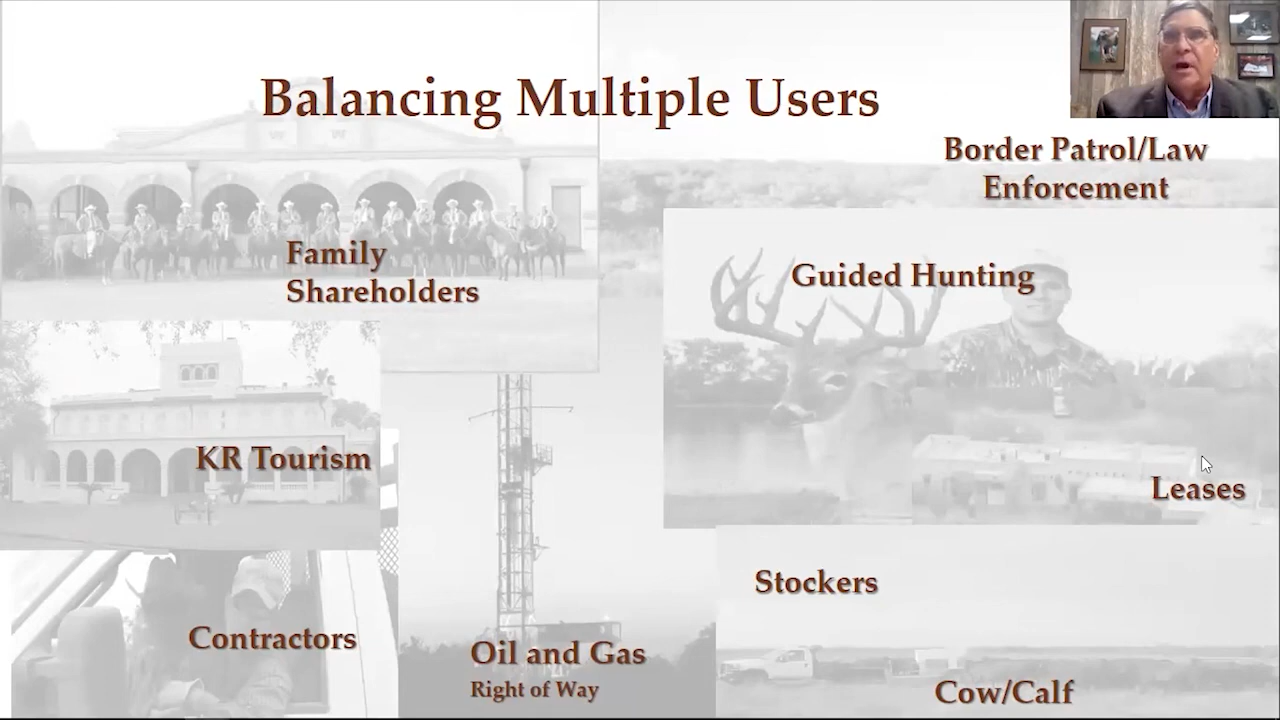 Balancing Multiple Users
Border Patrol/Law
Enforcement
Family
Shareholders
Guided Hunting
KR Tourism
Leases
Stockers
Contractors
Oil and Gas
Right of Way
Cow/Calf